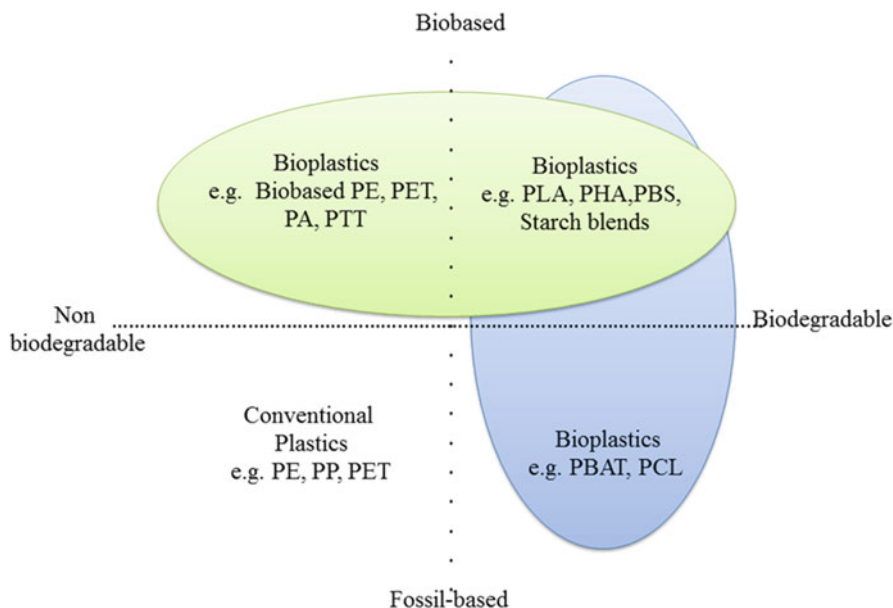 Biobased
Bioplastics
e.g. Biobased PE, PET,
PA, PTT
Bioplastics
e.g. PLA, PHA,PBS,
Starch blends
Non
biodegradable
Biodegradable
Conventional
Plastics
e.g. PE, PP, PET
Bioplastics
e.g. PBAT, PCL
Fossil-based